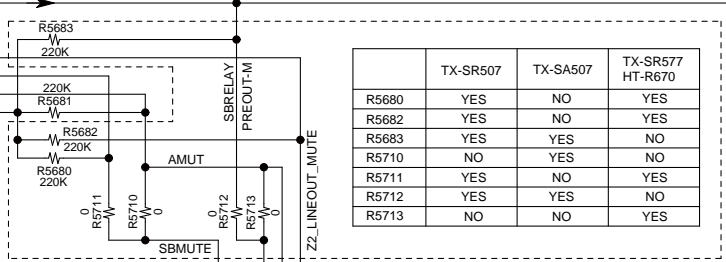 R5683
220K
220K
R5681
R5682
220K
R5680
220K
AMUT
SBMUTE
R5711
0
R5710
0
R5712
0
R5713
0
SBRELAY
PREOUT-M
Z2_LINEOUT_MUTE
TX-SR507 TX-SA507 TX-SR577
HT-R670
R5680 YES NO YES
R5682 YES NO YES
R5683 YES YES NO
R5710 NO YES NO
R5711 YES NO YES
R5712 YES YES NO
R5713 NO NO YES